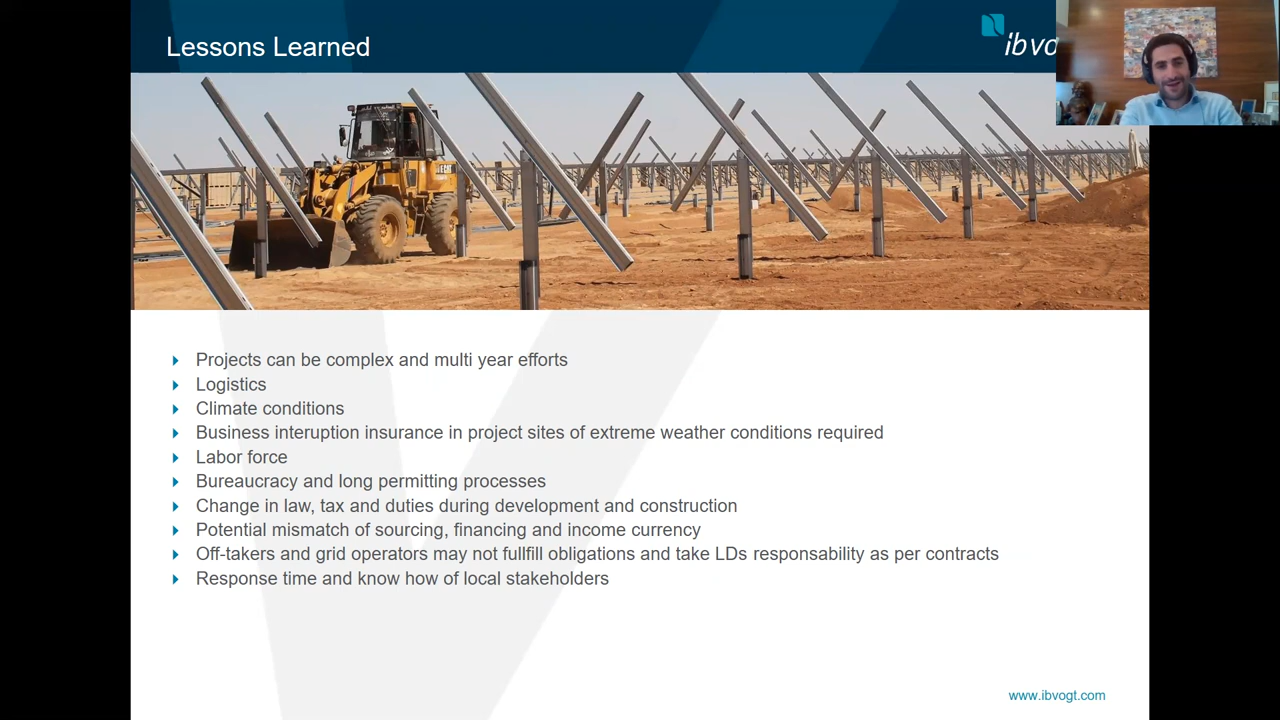 Lessons Learned
ib vo
CAT
Projects can be complex and multi year efforts
Logistics
Climate conditions
Business interuption insurance in project sites of extreme weather conditions required
Labor force
Bureaucracy and long permitting processes
Change in law, tax and duties during development and construction
Potential mismatch of sourcing, financing and income currency
Off-takers and grid operators may not fullfill obligations and take LDs responsability as per contracts
Response time and know how of local stakeholders
www.ibvogt.com